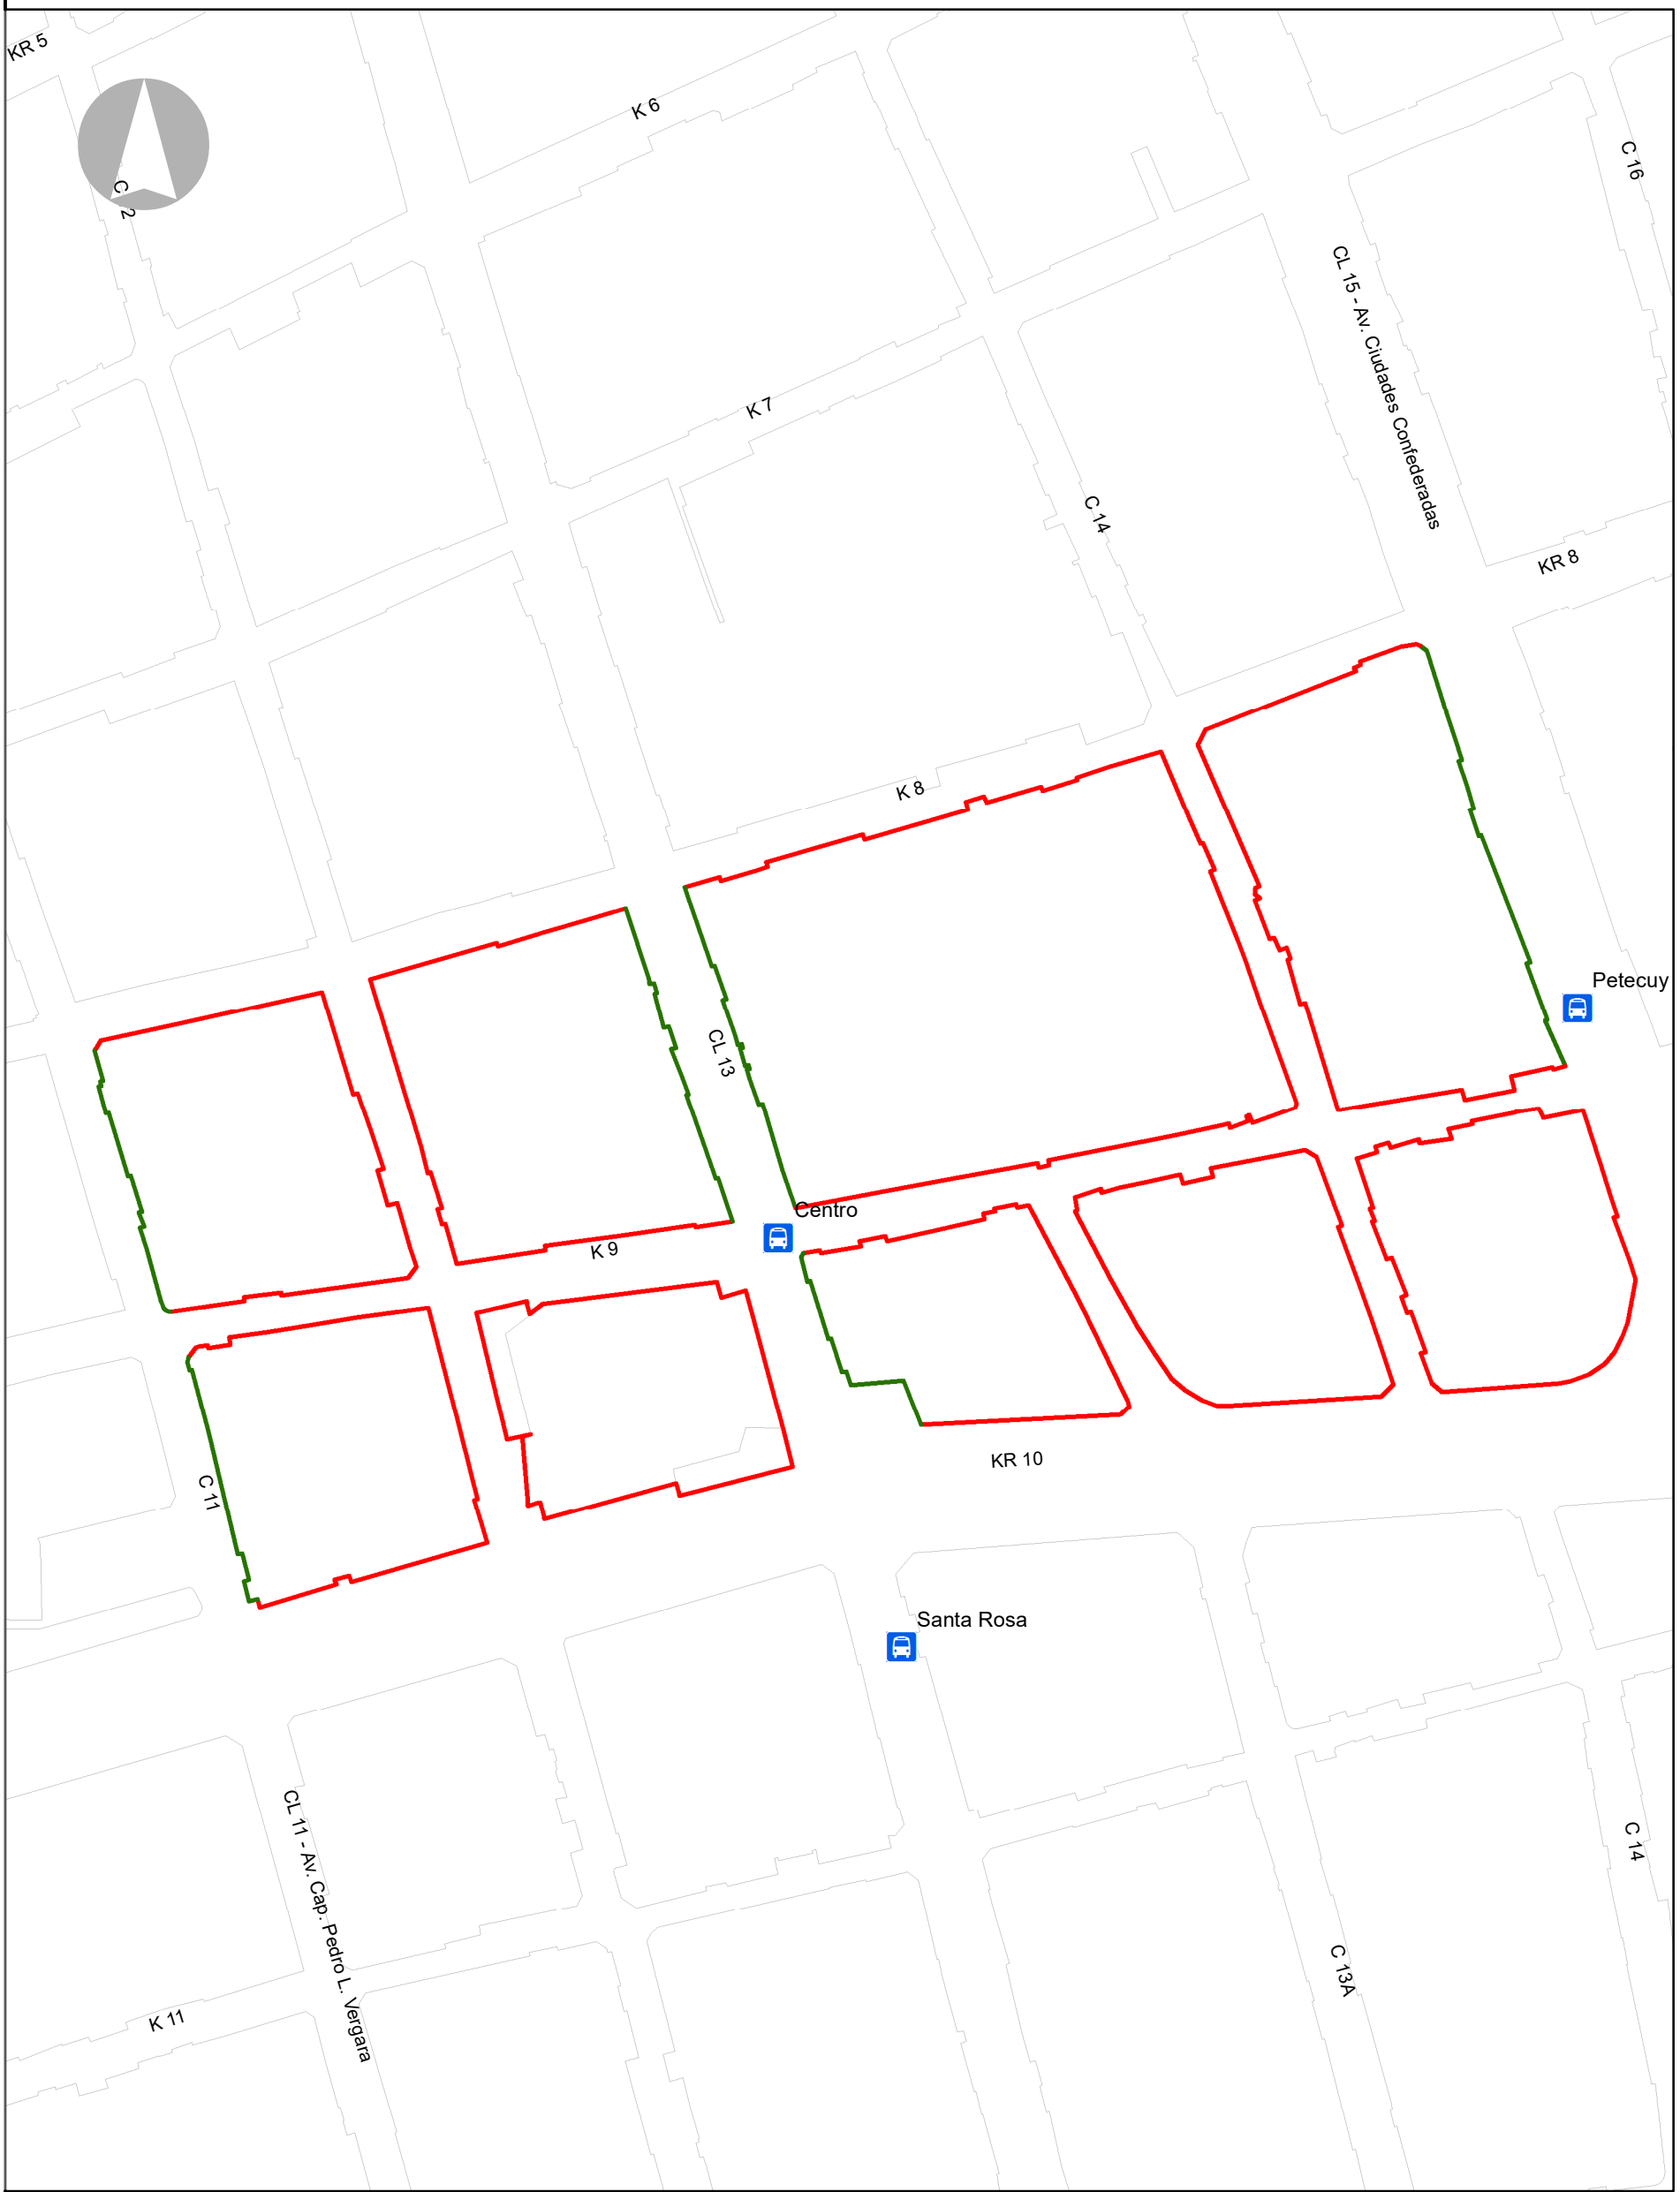 KR 5
K 6
C 16
C 2
CL 15 - Av. Ciudades Confederadas
K 7
C 14
KR 8
K 8
Petecuy
CL 13
Centro
K 9
KR 10
C 11
Santa Rosa
CL 11 - Av. Cap. Pedro L. Vergara
C 14
C 13A
K 11